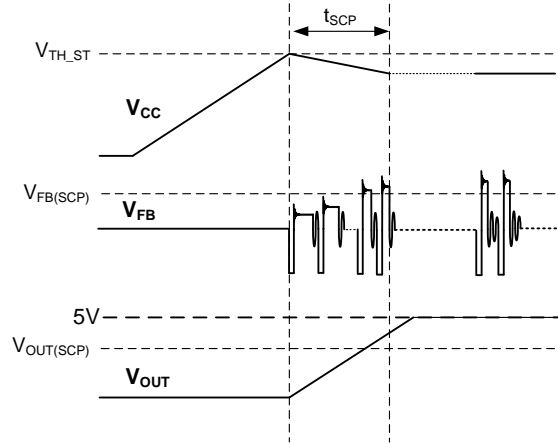 tSCP
VTH_ST
VCC
VFB(SCP)
VFB
5V
VOUT(SCP)
VOUT